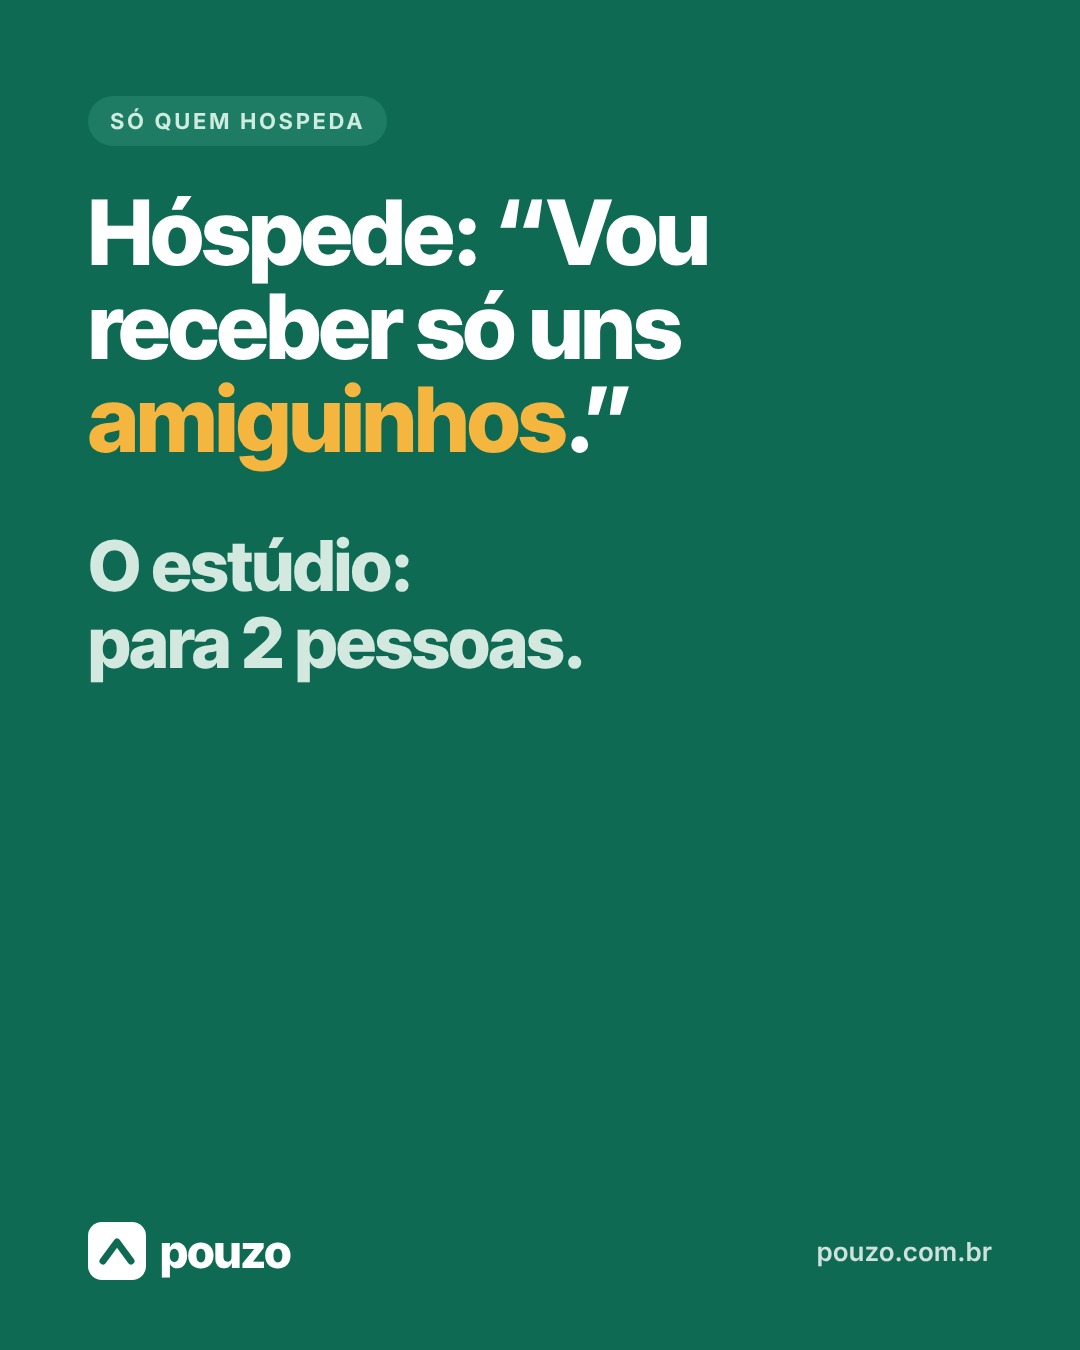 SÓ QUEM HOSPEDA
Hóspede: “Vou
receber só uns
amiguinhos.”
O estúdio:
para 2 pessoas.
pouzo
pouzo.com.br